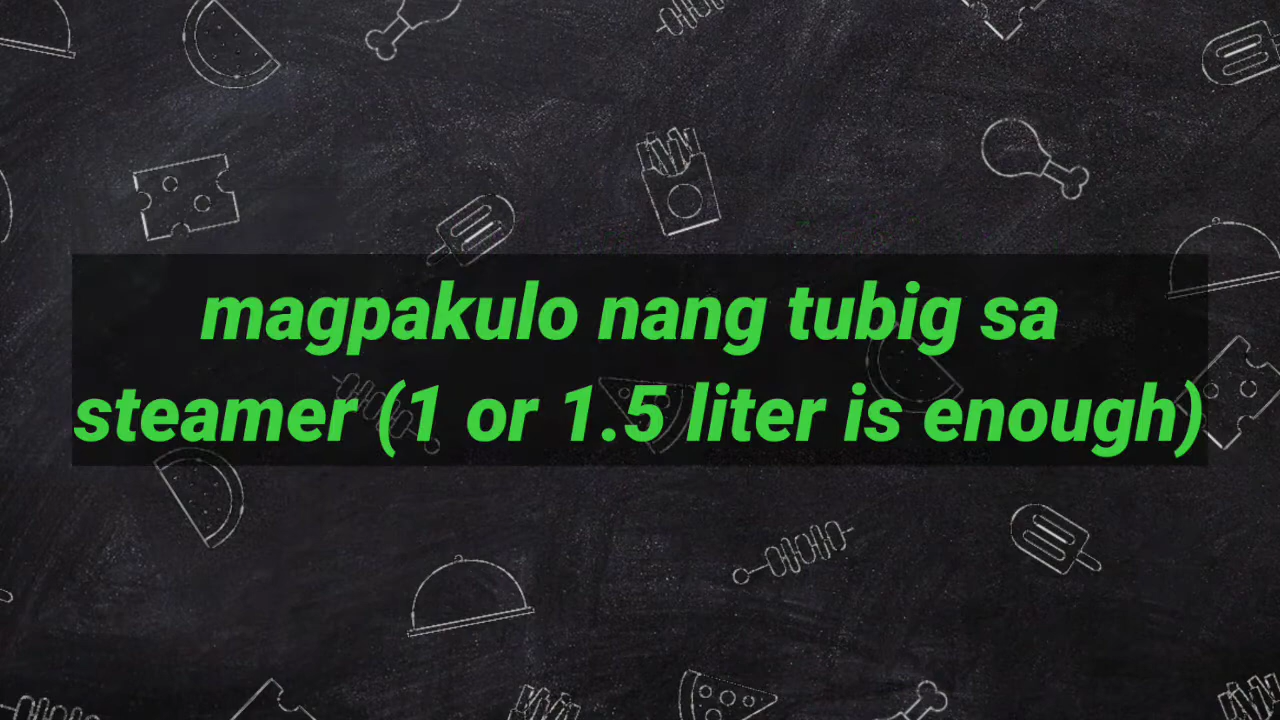 magpakulo nang tubig sa
steamer (1 or 1.5 liter is enough)